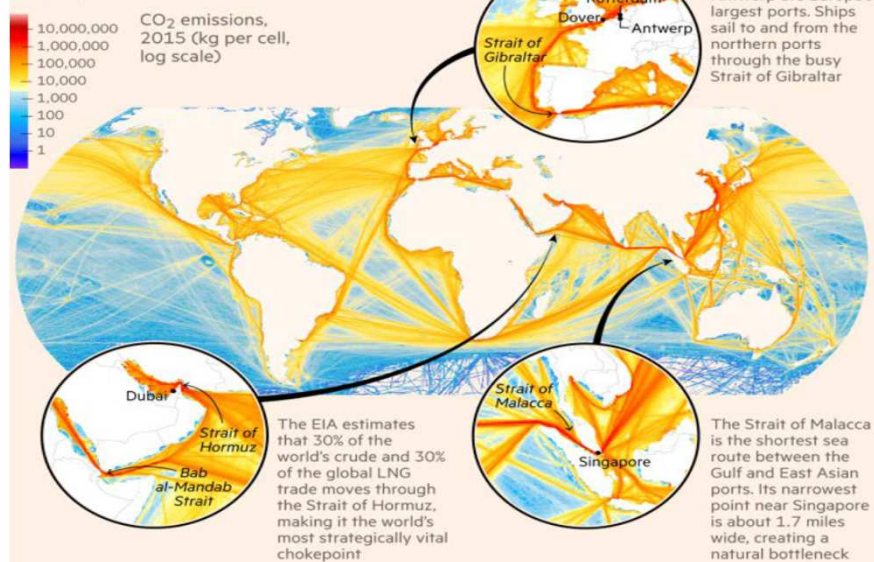 10,000,000
1,000,000
100,000
10,000
1,000
100
10
1
CO₂ emissions,
2015 (kg per cell,
log scale)
Dover
Antwerp
Strait of
Gibraltar
largest ports. Ships
sail to and from the
northern ports
through the busy
Strait of Gibraltar
Dubai
Strait of
Hormuz
Bab
al-Mandab
Strait
The EIA estimates
that 30% of the
world's crude and 30%
of the global LNG
trade moves through
the Strait of Hormuz,
making it the world's
most strategically vital
chokepoint
Strait of
Malacca
Singapore
The Strait of Malacca
is the shortest sea
route between the
Gulf and East Asian
ports. Its narrowest
point near Singapore
is about 1.7 miles
wide, creating a
natural bottleneck